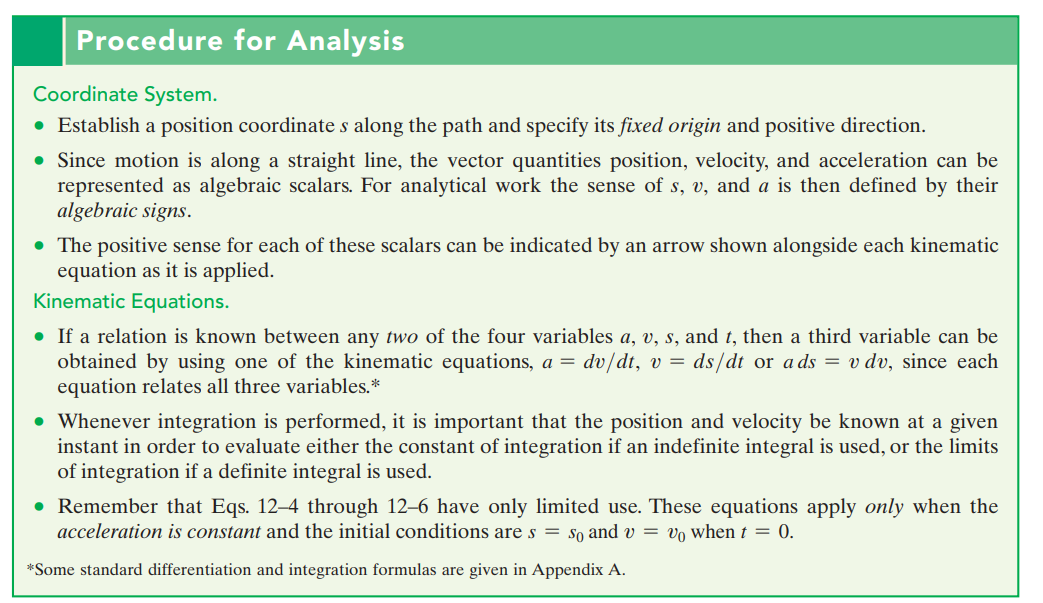 Procedure for Analysis
Coordinate System.
• Establish a position coordinate s along the path and specify its fixed origin and positive direction.
• Since motion is along a straight line, the vector quantities position, velocity, and acceleration can be
represented as algebraic scalars. For analytical work the sense of s, v, and a is then defined by their
algebraic signs.
• The positive sense for each of these scalars can be indicated by an arrow shown alongside each kinematic
equation as it is applied.
Kinematic Equations.
• If a relation is known between any two of the four variables a, v, s, and t, then a third variable can be
obtained by using one of the kinematic equations, a = dv/dt, v = ds/dt or a ds = v dv, since each
equation relates all three variables.*
• Whenever integration is performed, it is important that the position and velocity be known at a given
instant in order to evaluate either the constant of integration if an indefinite integral is used, or the limits
of integration if a definite integral is used.
• Remember that Eqs. 12–4 through 12–6 have only limited use. These equations apply only when the
acceleration is constant and the initial conditions are s = s₀ and v = v₀ when t = 0.
*Some standard differentiation and integration formulas are given in Appendix A.